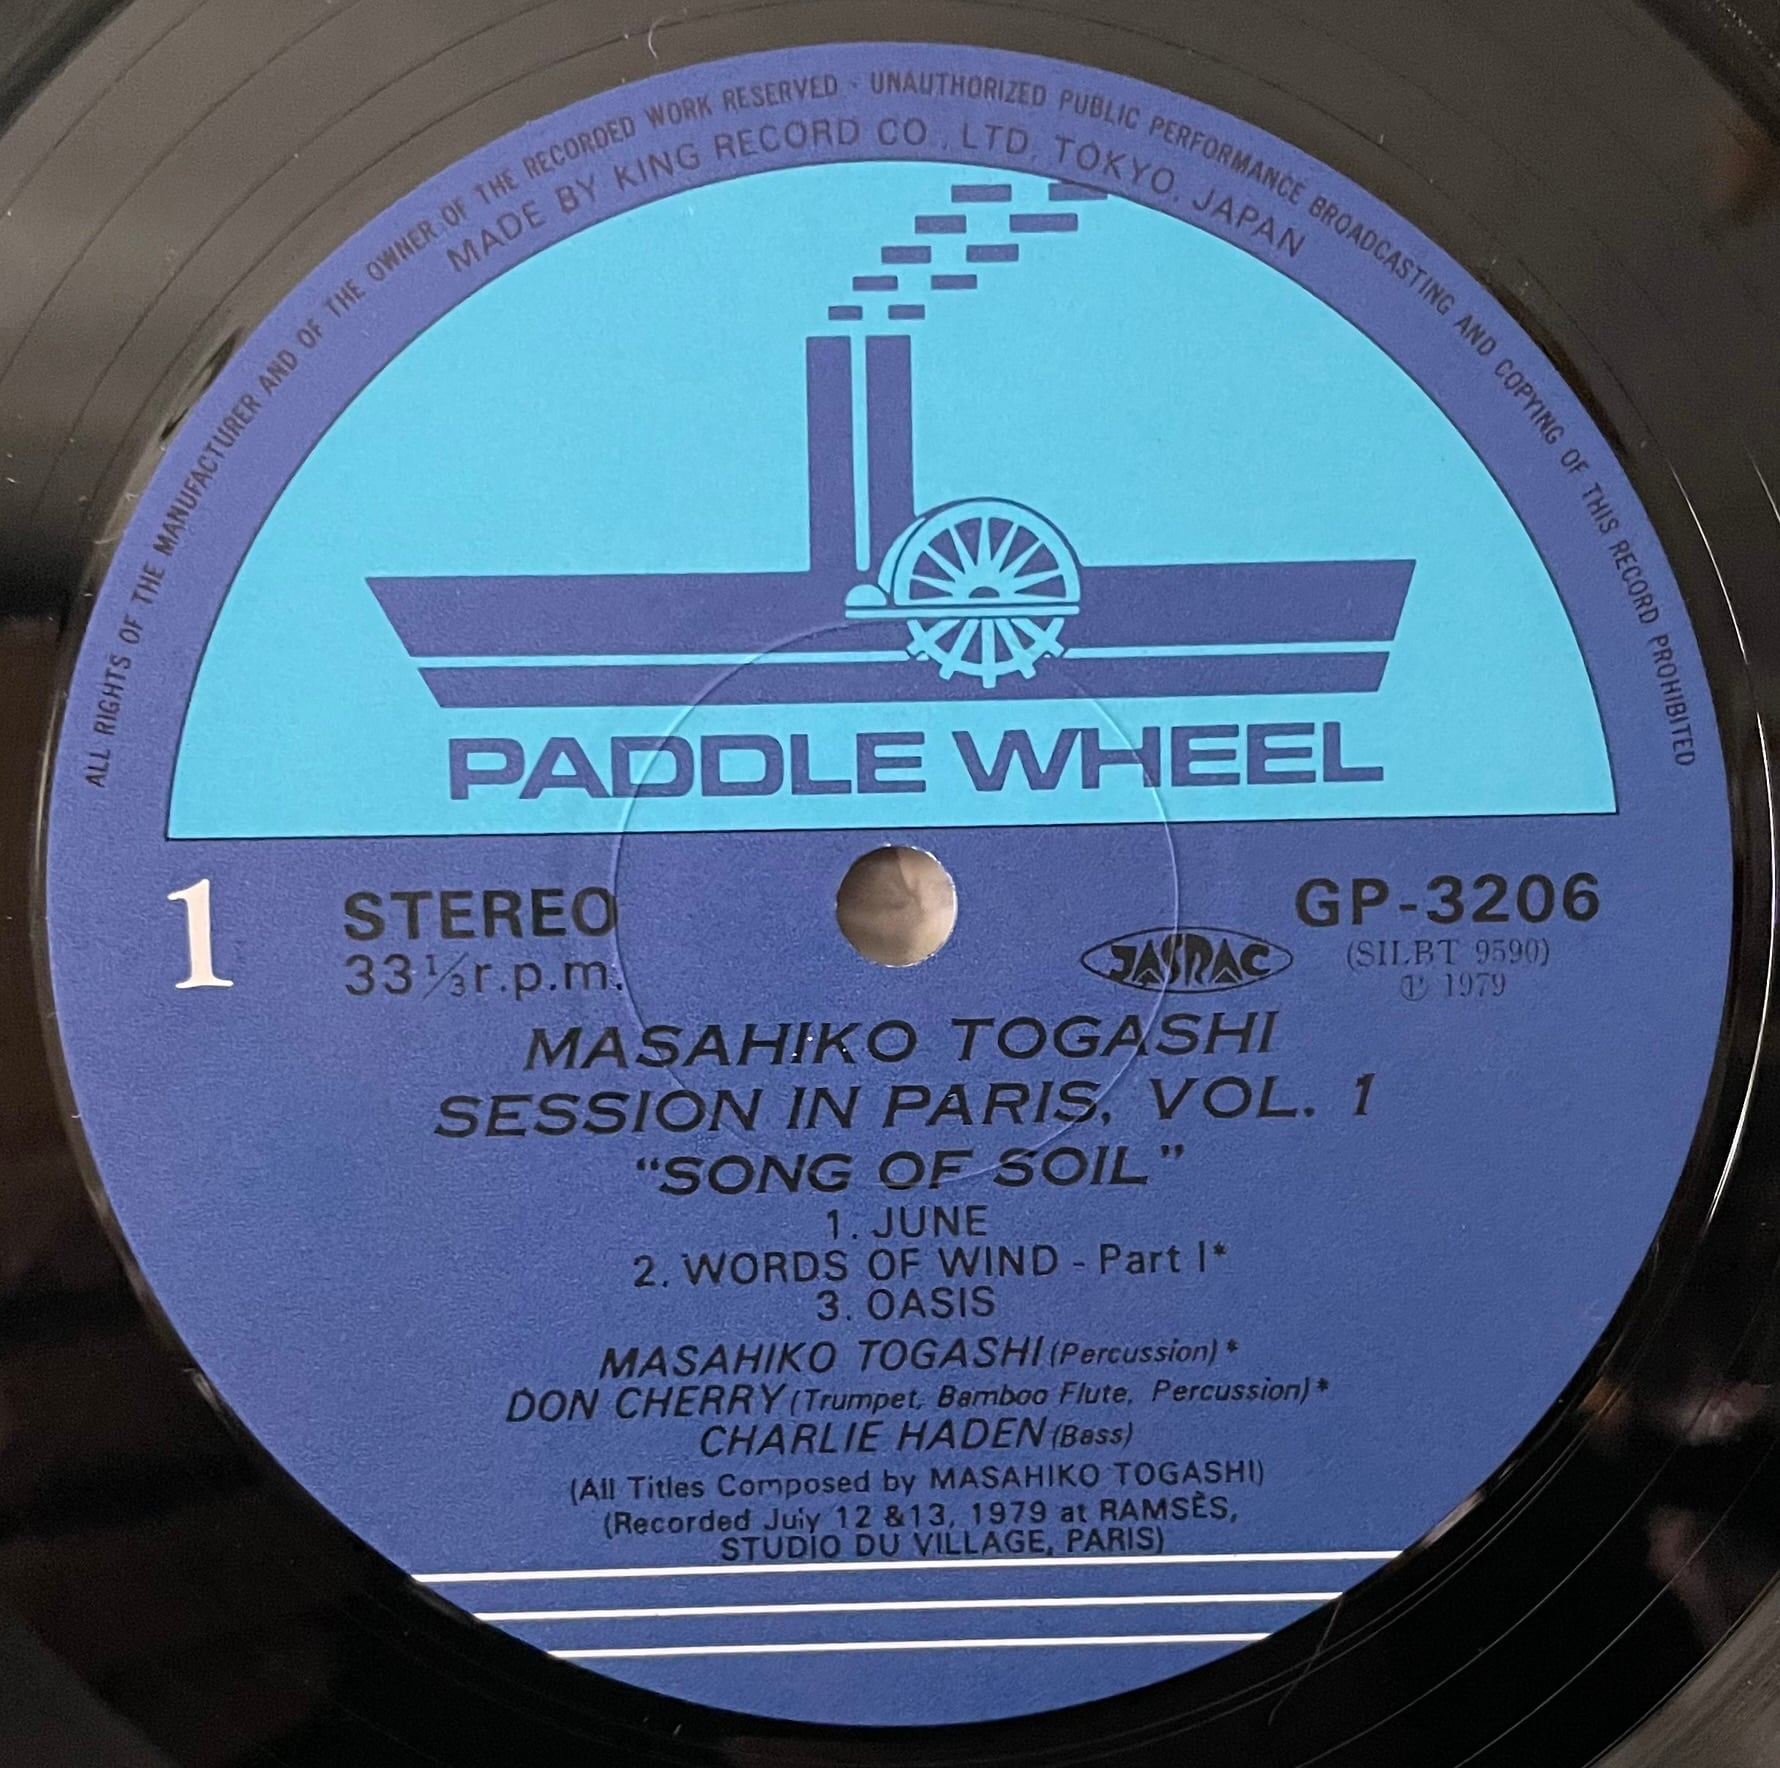 ALL RIGHTS OF THE MANUFACTURER AND OF THE OWNER OF THE RECORDED WORK RESERVED - UNAUTHORIZED PUBLIC PERFORMANCE BROADCASTING AND COPYING OF THIS RECORD PROHIBITED
MADE BY KING RECORD CO., LTD, TOKYO, JAPAN
PADDLE WHEEL
1
STEREO
33⅓ r.p.m.
JASRAC
GP-3206
(SILBT 9590)
Ⓟ 1979
MASAHIKO TOGASHI
SESSION IN PARIS, VOL. 1
“SONG OF SOIL”
1. JUNE
2. WORDS OF WIND - Part I*
3. OASIS
MASAHIKO TOGASHI (Percussion)*
DON CHERRY (Trumpet, Bamboo Flute, Percussion)*
CHARLIE HADEN (Bass)
(All Titles Composed by MASAHIKO TOGASHI)
(Recorded July 12 & 13, 1979 at RAMSÈS,
STUDIO DU VILLAGE, PARIS)